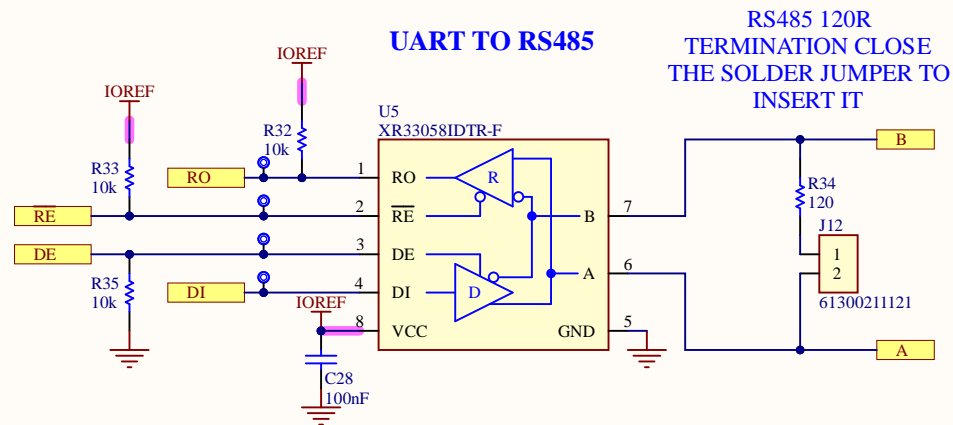 UART TO RS485
RS485 120R
TERMINATION CLOSE
THE SOLDER JUMPER TO
INSERT IT
IOREF
IOREF
U5
XR33058IDTR-F
R32
10k
R33
10k
RO
RE
DE
DI
R35
10k
1
2
3
4
8
RO
RE
DE
DI
VCC
R
D
B
A
GND
7
6
5
IOREF
C28
100nF
B
R34
120
J12
1
2
61300211121
A